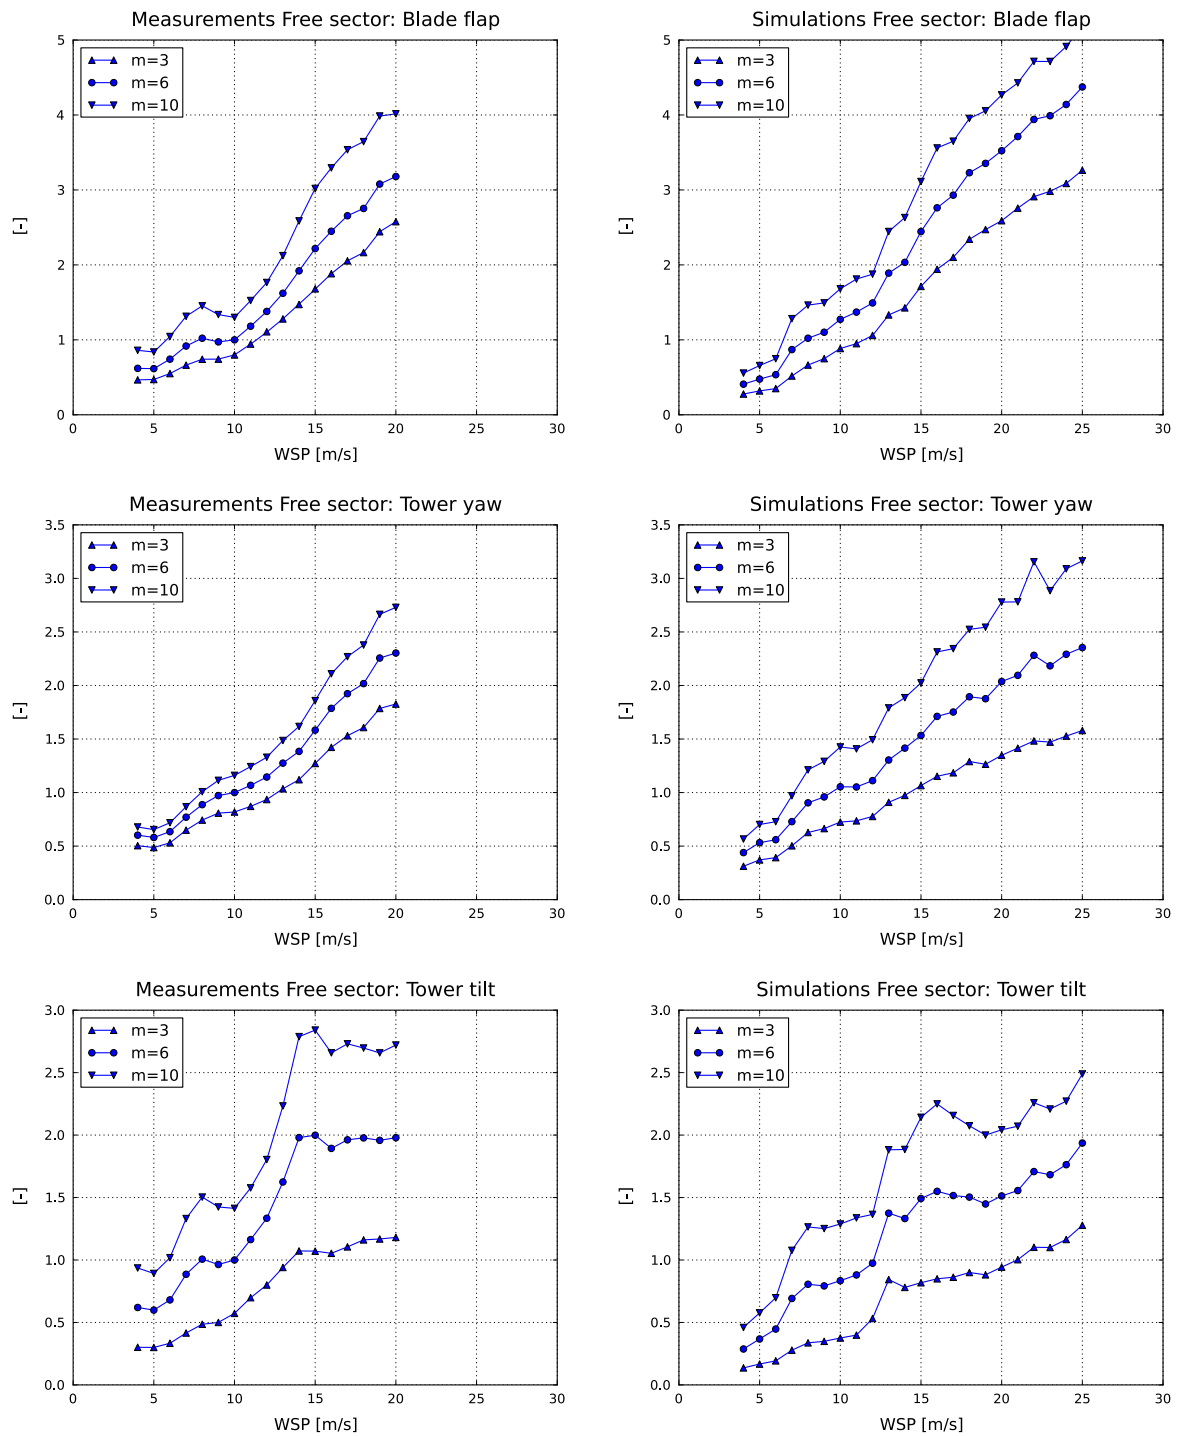 Measurements Free sector: Blade flap
5
4
3
2
1
0
[-]
m=3
m=6
m=10
0 5 10 15 20 25 30
WSP [m/s]
Simulations Free sector: Blade flap
5
4
3
2
1
0
[-]
m=3
m=6
m=10
0 5 10 15 20 25 30
WSP [m/s]
Measurements Free sector: Tower yaw
3.5
3.0
2.5
2.0
1.5
1.0
0.5
0.0
[-]
m=3
m=6
m=10
0 5 10 15 20 25 30
WSP [m/s]
Simulations Free sector: Tower yaw
3.5
3.0
2.5
2.0
1.5
1.0
0.5
0.0
[-]
m=3
m=6
m=10
0 5 10 15 20 25 30
WSP [m/s]
Measurements Free sector: Tower tilt
3.0
2.5
2.0
1.5
1.0
0.5
0.0
[-]
m=3
m=6
m=10
0 5 10 15 20 25 30
WSP [m/s]
Simulations Free sector: Tower tilt
3.0
2.5
2.0
1.5
1.0
0.5
0.0
[-]
m=3
m=6
m=10
0 5 10 15 20 25 30
WSP [m/s]